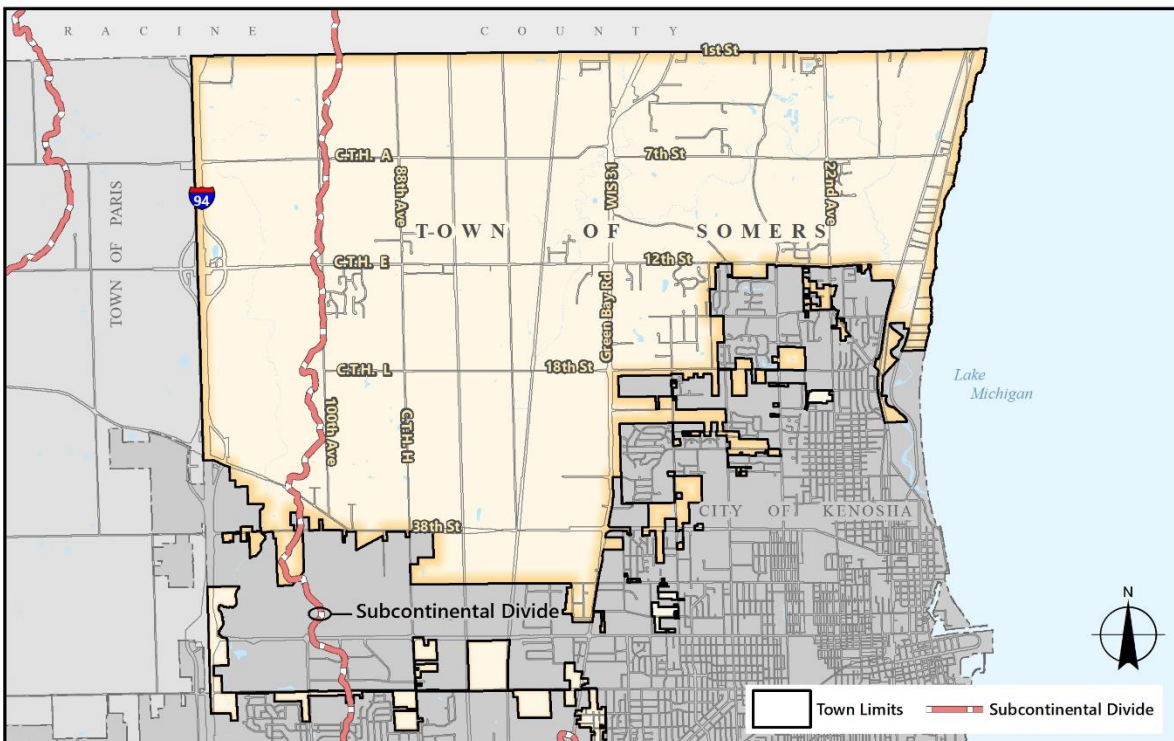 RACINE COUNTY
1st St
C.T.H. A
7th St
88th Ave
WIS 31
22nd Ave
94
TOWN OF PARIS
TOWN OF SOMERS
C.T.H. E
12th St
Green Bay Rd
C.T.H. L
18th St
Lake
Michigan
100th Ave
C.T.H. H
CITY OF KENOSHA
38th St
Subcontinental Divide
N
Town Limits
Subcontinental Divide